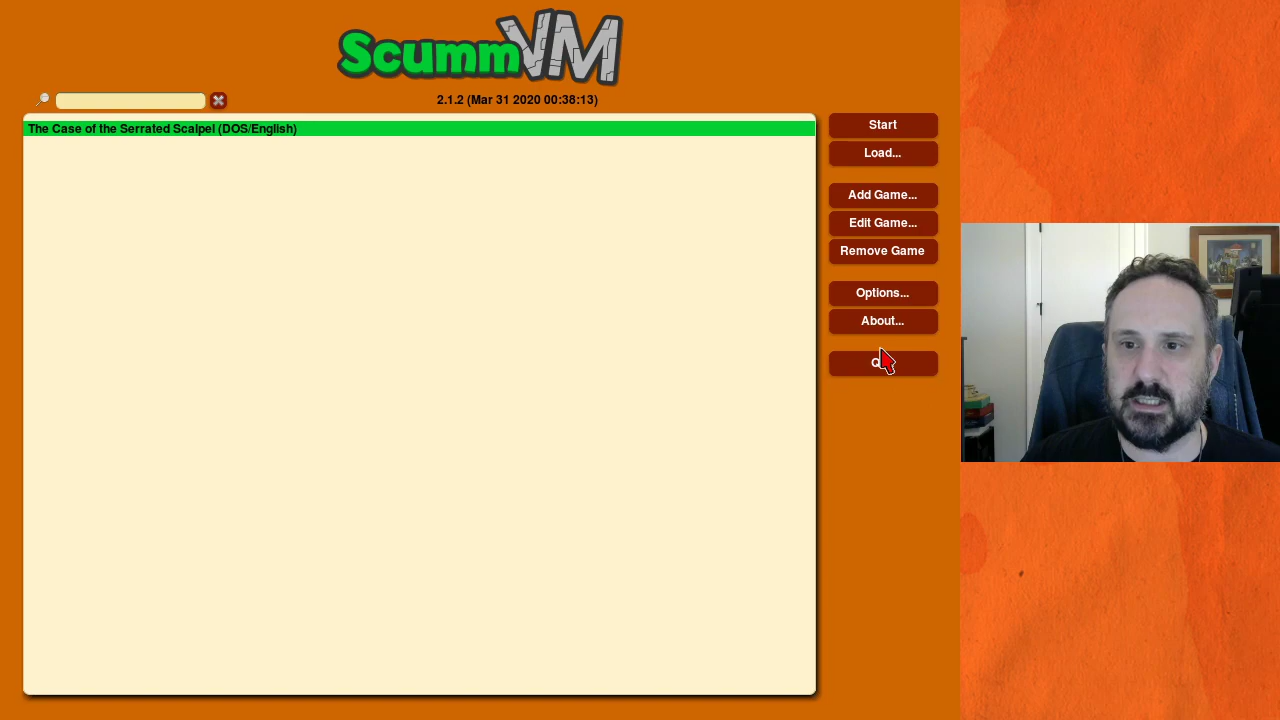 ScummVM
2.1.2 (Mar 31 2020 00:38:13)
The Case of the Serrated Scalpel (DOS/English)
Start
Load...
Add Game...
Edit Game...
Remove Game
Options...
About...